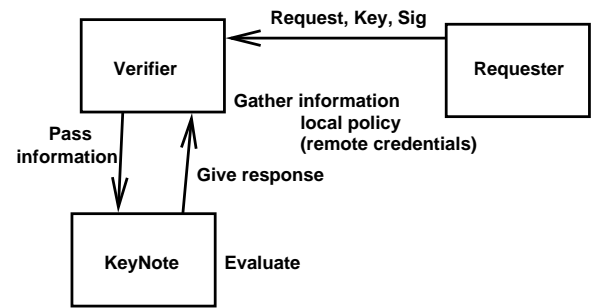 Request, Key, Sig
Verifier
Requester
Gather information
local policy
(remote credentials)
Pass
information
Give response
KeyNote
Evaluate